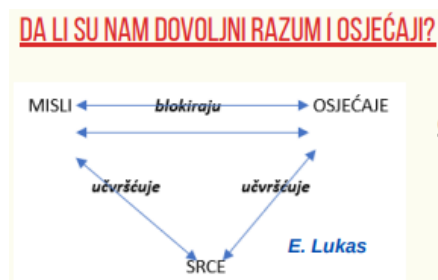 DA LI SU NAM DOVOLJNI RAZUM I OSJEĆAJI?
MISLI blokiraju OSJEĆAJE
učvršćuje učvršćuje
E. Lukas
SRCE